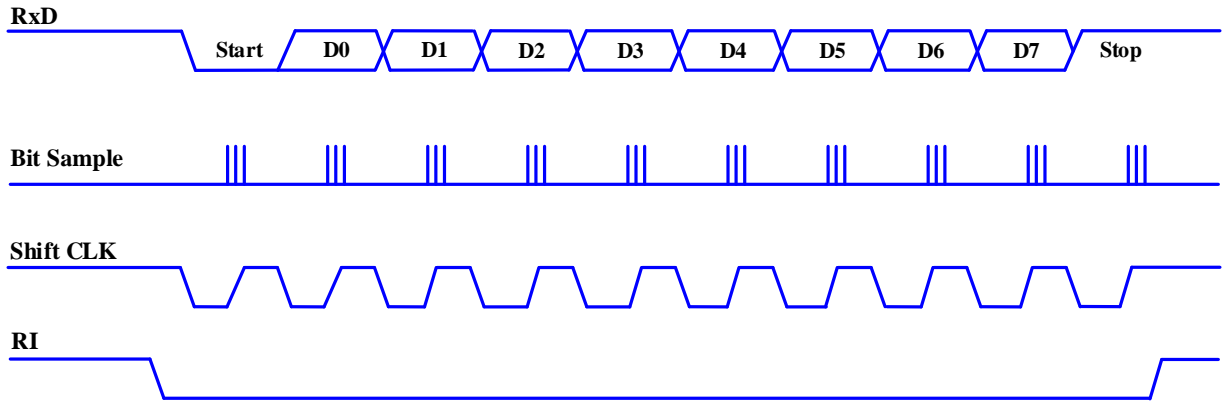 RxD
Start D0 D1 D2 D3 D4 D5 D6 D7 Stop
Bit Sample
Shift CLK
RI